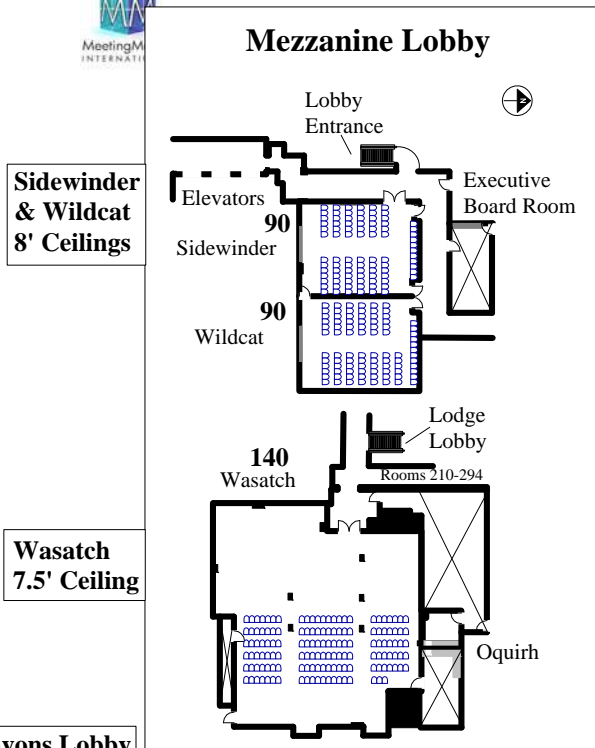 MeetingM
INTERNATI
Mezzanine Lobby
Lobby
Entrance
Sidewinder
& Wildcat
8' Ceilings
Elevators
Executive
Board Room
90
Sidewinder
90
Wildcat
Lodge
Lobby
140
Wasatch
Rooms 210-294
Wasatch
7.5' Ceiling
Oquirh
yons Lobby